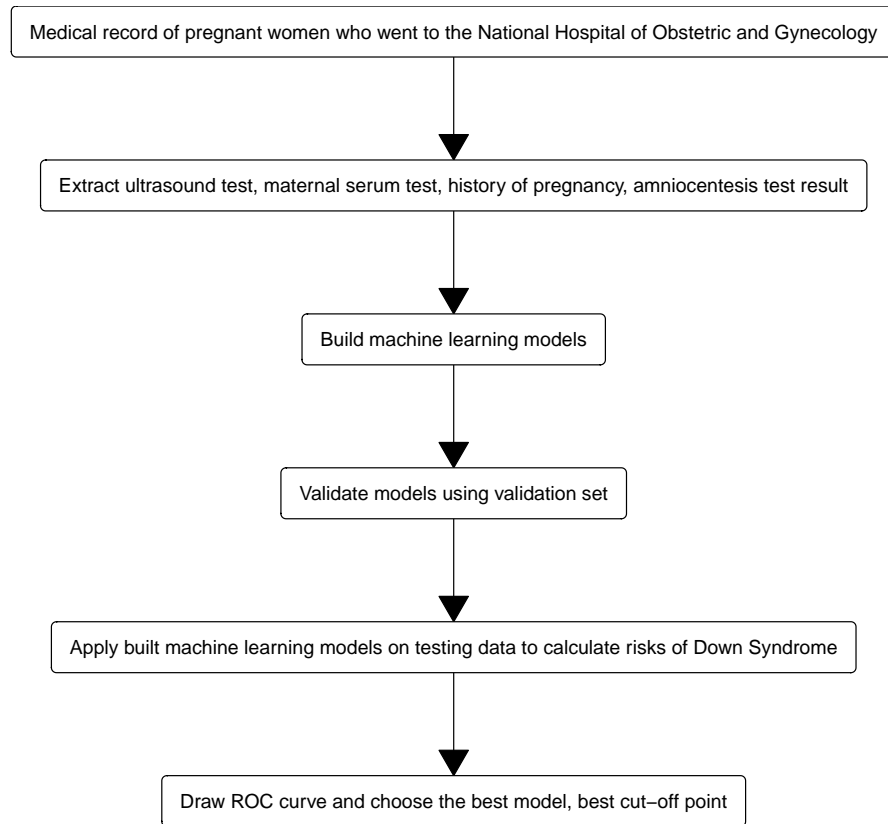 Medical record of pregnant women who went to the National Hospital of Obstetric and Gynecology
Extract ultrasound test, maternal serum test, history of pregnancy, amniocentesis test result
Build machine learning models
Validate models using validation set
Apply built machine learning models on testing data to calculate risks of Down Syndrome
Draw ROC curve and choose the best model, best cut−off point